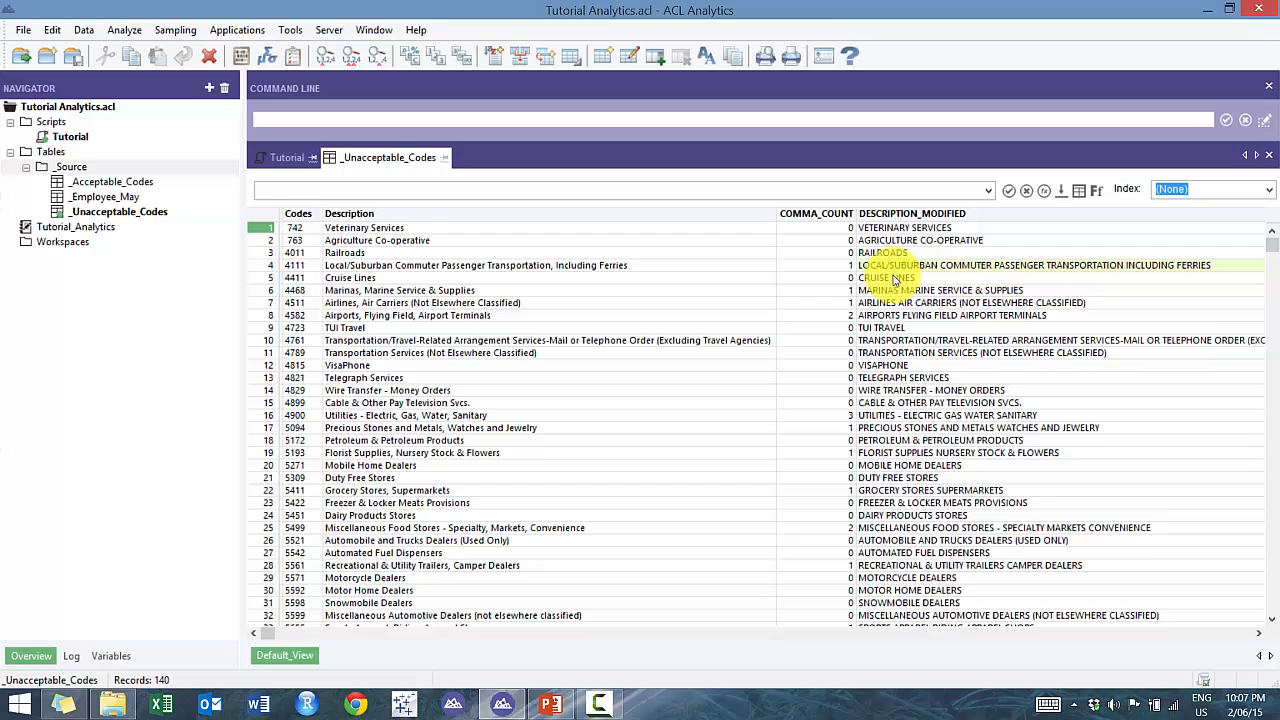 Tutorial Analytics.acl - ACL Analytics
File Edit Data Analyze Sampling Applications Tools Server Window Help
NAVIGATOR
COMMAND LINE
Tutorial Analytics.acl
Scripts
Tutorial
Tables
_Source
_Acceptable_Codes
_Employee_May
_Unacceptable_Codes
Tutorial_Analytics
Workspaces
Tutorial _Unacceptable_Codes
Index: (None)
Codes Description COMMA_COUNT DESCRIPTION_MODIFIED
1 742 Veterinary Services 0 VETERINARY SERVICES
2 763 Agriculture Co-operative 0 AGRICULTURE CO-OPERATIVE
3 4011 Railroads 0 RAILROADS
4 4111 Local/Suburban Commuter Passenger Transportation, Including Ferries 1 LOCAL/SUBURBAN COMMUTER PASSENGER TRANSPORTATION INCLUDING FERRIES
5 4411 Cruise Lines 0 CRUISE LINES
6 4468 Marinas, Marine Service & Supplies 1 MARINAS MARINE SERVICE & SUPPLIES
7 4511 Airlines, Air Carriers (Not Elsewhere Classified) 1 AIRLINES AIR CARRIERS (NOT ELSEWHERE CLASSIFIED)
8 4582 Airports, Flying Field, Airport Terminals 2 AIRPORTS FLYING FIELD AIRPORT TERMINALS
9 4723 TUI Travel 0 TUI TRAVEL
10 4761 Transportation/Travel-Related Arrangement Services-Mail or Telephone Order (Excluding Travel Agencies) 0 TRANSPORTATION/TRAVEL-RELATED ARRANGEMENT SERVICES-MAIL OR TELEPHONE ORDER (EXC
11 4789 Transportation Services (Not Elsewhere Classified) 0 TRANSPORTATION SERVICES (NOT ELSEWHERE CLASSIFIED)
12 4815 VisaPhone 0 VISAPHONE
13 4821 Telegraph Services 0 TELEGRAPH SERVICES
14 4829 Wire Transfer - Money Orders 0 WIRE TRANSFER - MONEY ORDERS
15 4899 Cable & Other Pay Television Svcs. 0 CABLE & OTHER PAY TELEVISION SVCS.
16 4900 Utilities - Electric, Gas, Water, Sanitary 3 UTILITIES - ELECTRIC GAS WATER SANITARY
17 5094 Precious Stones and Metals, Watches and Jewelry 1 PRECIOUS STONES AND METALS WATCHES AND JEWELRY
18 5172 Petroleum & Petroleum Products 0 PETROLEUM & PETROLEUM PRODUCTS
19 5193 Florist Supplies, Nursery Stock & Flowers 1 FLORIST SUPPLIES NURSERY STOCK & FLOWERS
20 5271 Mobile Home Dealers 0 MOBILE HOME DEALERS
21 5309 Duty Free Stores 0 DUTY FREE STORES
22 5411 Grocery Stores, Supermarkets 1 GROCERY STORES SUPERMARKETS
23 5422 Freezer & Locker Meats Provisions 0 FREEZER & LOCKER MEATS PROVISIONS
24 5451 Dairy Products Stores 0 DAIRY PRODUCTS STORES
25 5499 Miscellaneous Food Stores - Specialty, Markets, Convenience 2 MISCELLANEOUS FOOD STORES - SPECIALTY MARKETS CONVENIENCE
26 5521 Automobile and Trucks Dealers (Used Only) 0 AUTOMOBILE AND TRUCKS DEALERS (USED ONLY)
27 5542 Automated Fuel Dispensers 0 AUTOMATED FUEL DISPENSERS
28 5561 Recreational & Utility Trailers, Camper Dealers 1 RECREATIONAL & UTILITY TRAILERS CAMPER DEALERS
29 5571 Motorcycle Dealers 0 MOTORCYCLE DEALERS
30 5592 Motor Home Dealers 0 MOTOR HOME DEALERS
31 5598 Snowmobile Dealers 0 SNOWMOBILE DEALERS
32 5599 Miscellaneous Automotive Dealers (not elsewhere classified) 0 MISCELLANEOUS AUTOMOTIVE DEALERS (NOT ELSEWHERE CLASSIFIED)
Overview Log Variables
Default_View
_Unacceptable_Codes Records: 140
ENG 10:07 PM
US 2/06/15